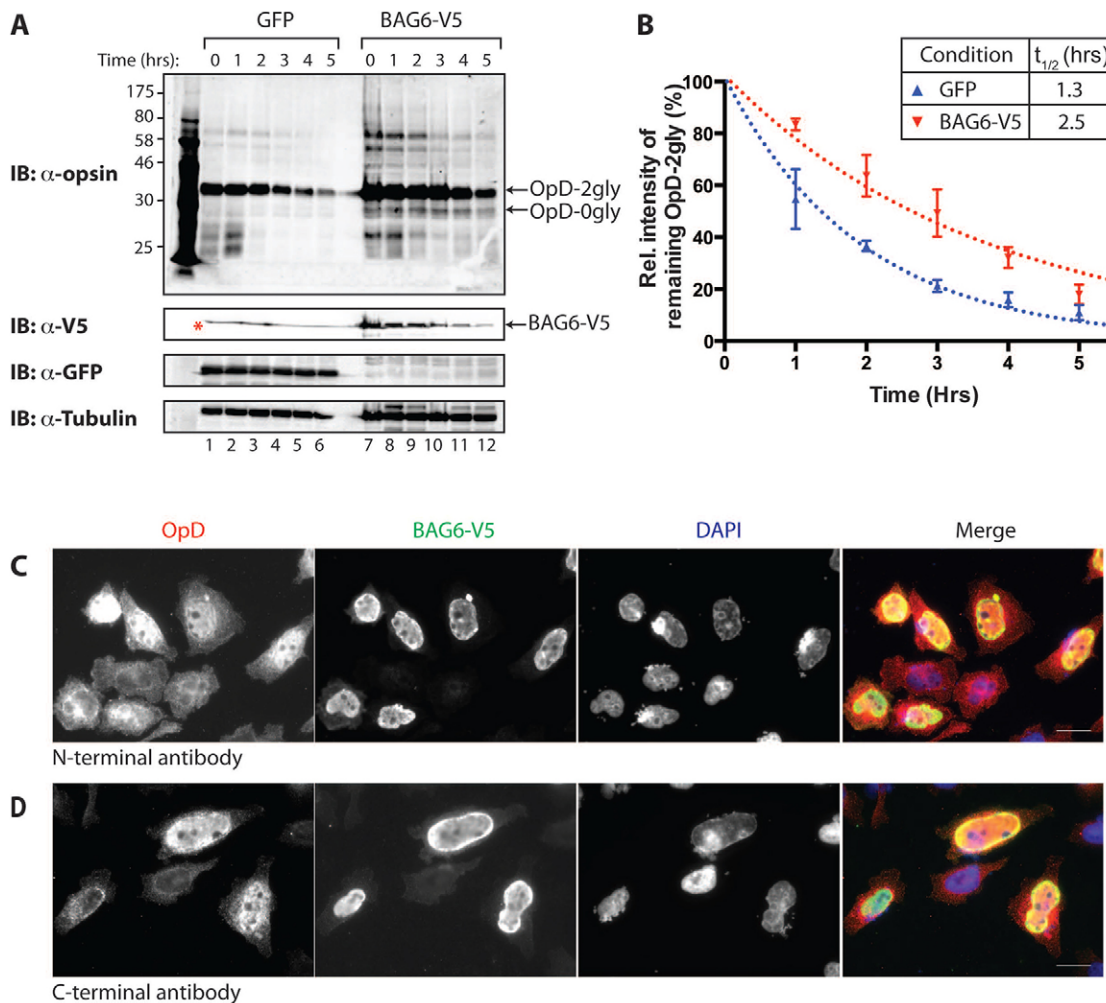 A
GFP
BAG6-V5
Time (hrs): 0 1 2 3 4 5 0 1 2 3 4 5
175
80
58
46
30
25
IB: α-opsin
OpD-2gly
OpD-0gly
IB: α-V5
*
BAG6-V5
IB: α-GFP
IB: α-Tubulin
1 2 3 4 5 6 7 8 9 10 11 12
B
Condition t1/2 (hrs)
GFP 1.3
BAG6-V5 2.5
Rel. intensity of
remaining OpD-2gly (%)
100
80
60
40
20
0
0 1 2 3 4 5
Time (Hrs)
OpD BAG6-V5 DAPI Merge
C
N-terminal antibody
D
C-terminal antibody